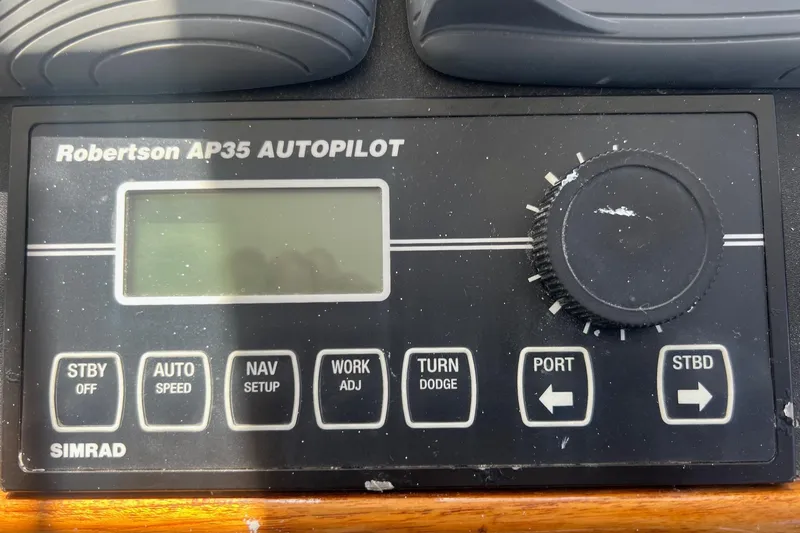 Robertson AP35 AUTOPILOT
STBY
OFF
AUTO
SPEED
NAV
SETUP
WORK
ADJ
TURN
DODGE
PORT
STBD
SIMRAD